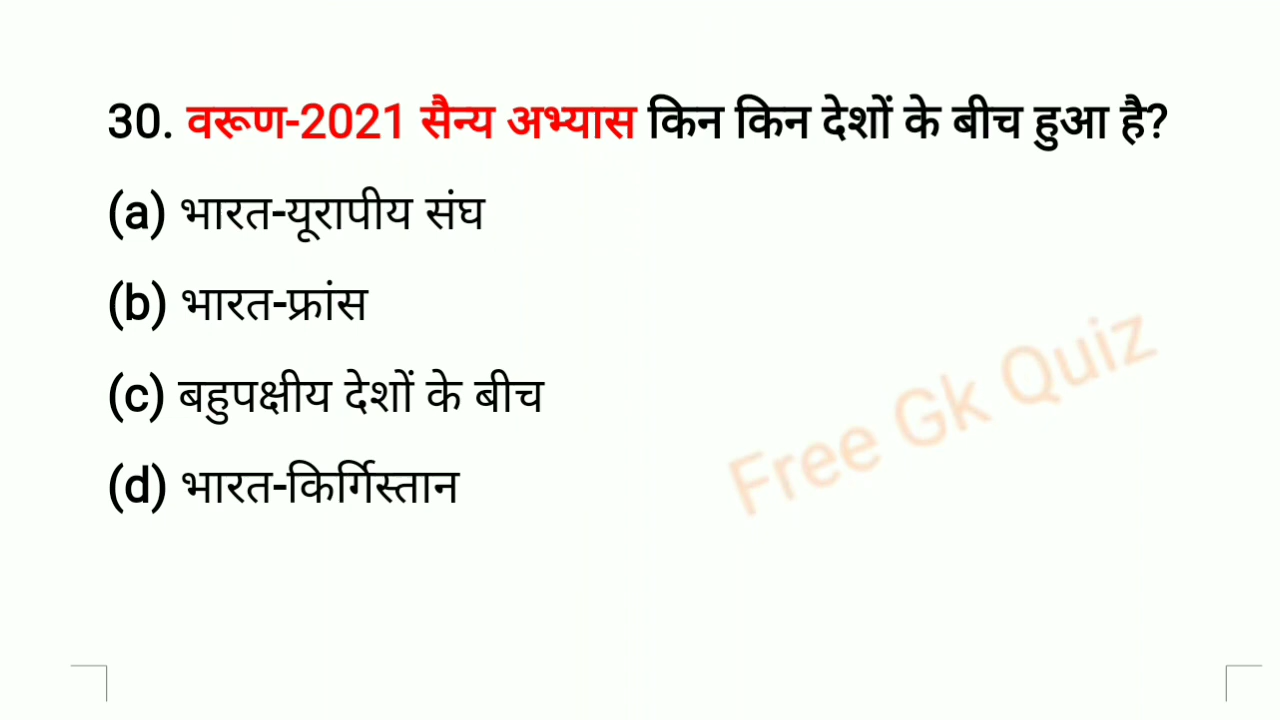 30. वरूण-2021 सैन्य अभ्यास किन किन देशों के बीच हुआ है?
(a) भारत-यूरापीय संघ
(b) भारत-फ्रांस
(c) बहुपक्षीय देशों के बीच
(d) भारत-किर्गिस्तान
Free Gk Quiz